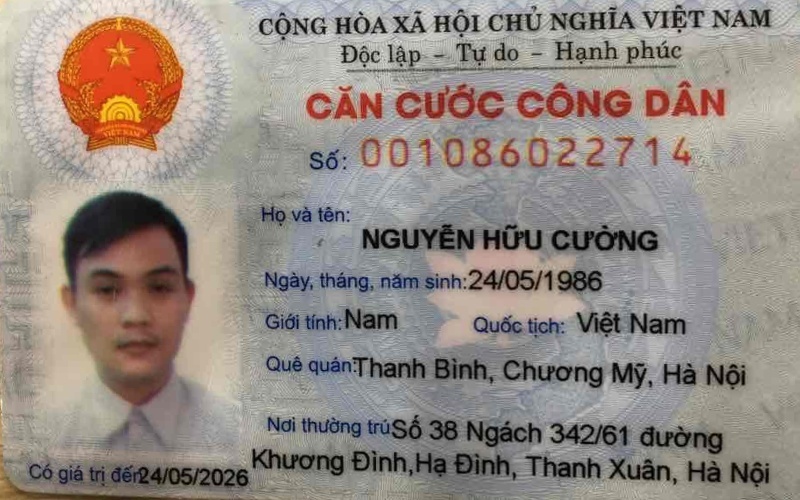 CỘNG HÒA XÃ HỘI CHỦ NGHĨA VIỆT NAM
Độc lập – Tự do – Hạnh phúc
CĂN CƯỚC CÔNG DÂN
Số: 001086022714
Họ và tên:
NGUYỄN HỮU CƯỜNG
Ngày, tháng, năm sinh: 24/05/1986
Giới tính: Nam Quốc tịch: Việt Nam
Quê quán: Thanh Bình, Chương Mỹ, Hà Nội
Nơi thường trú: Số 38 Ngách 342/61 đường
Khương Đình,Hạ Đình, Thanh Xuân, Hà Nội
Có giá trị đến 24/05/2026
VIỆT NAM